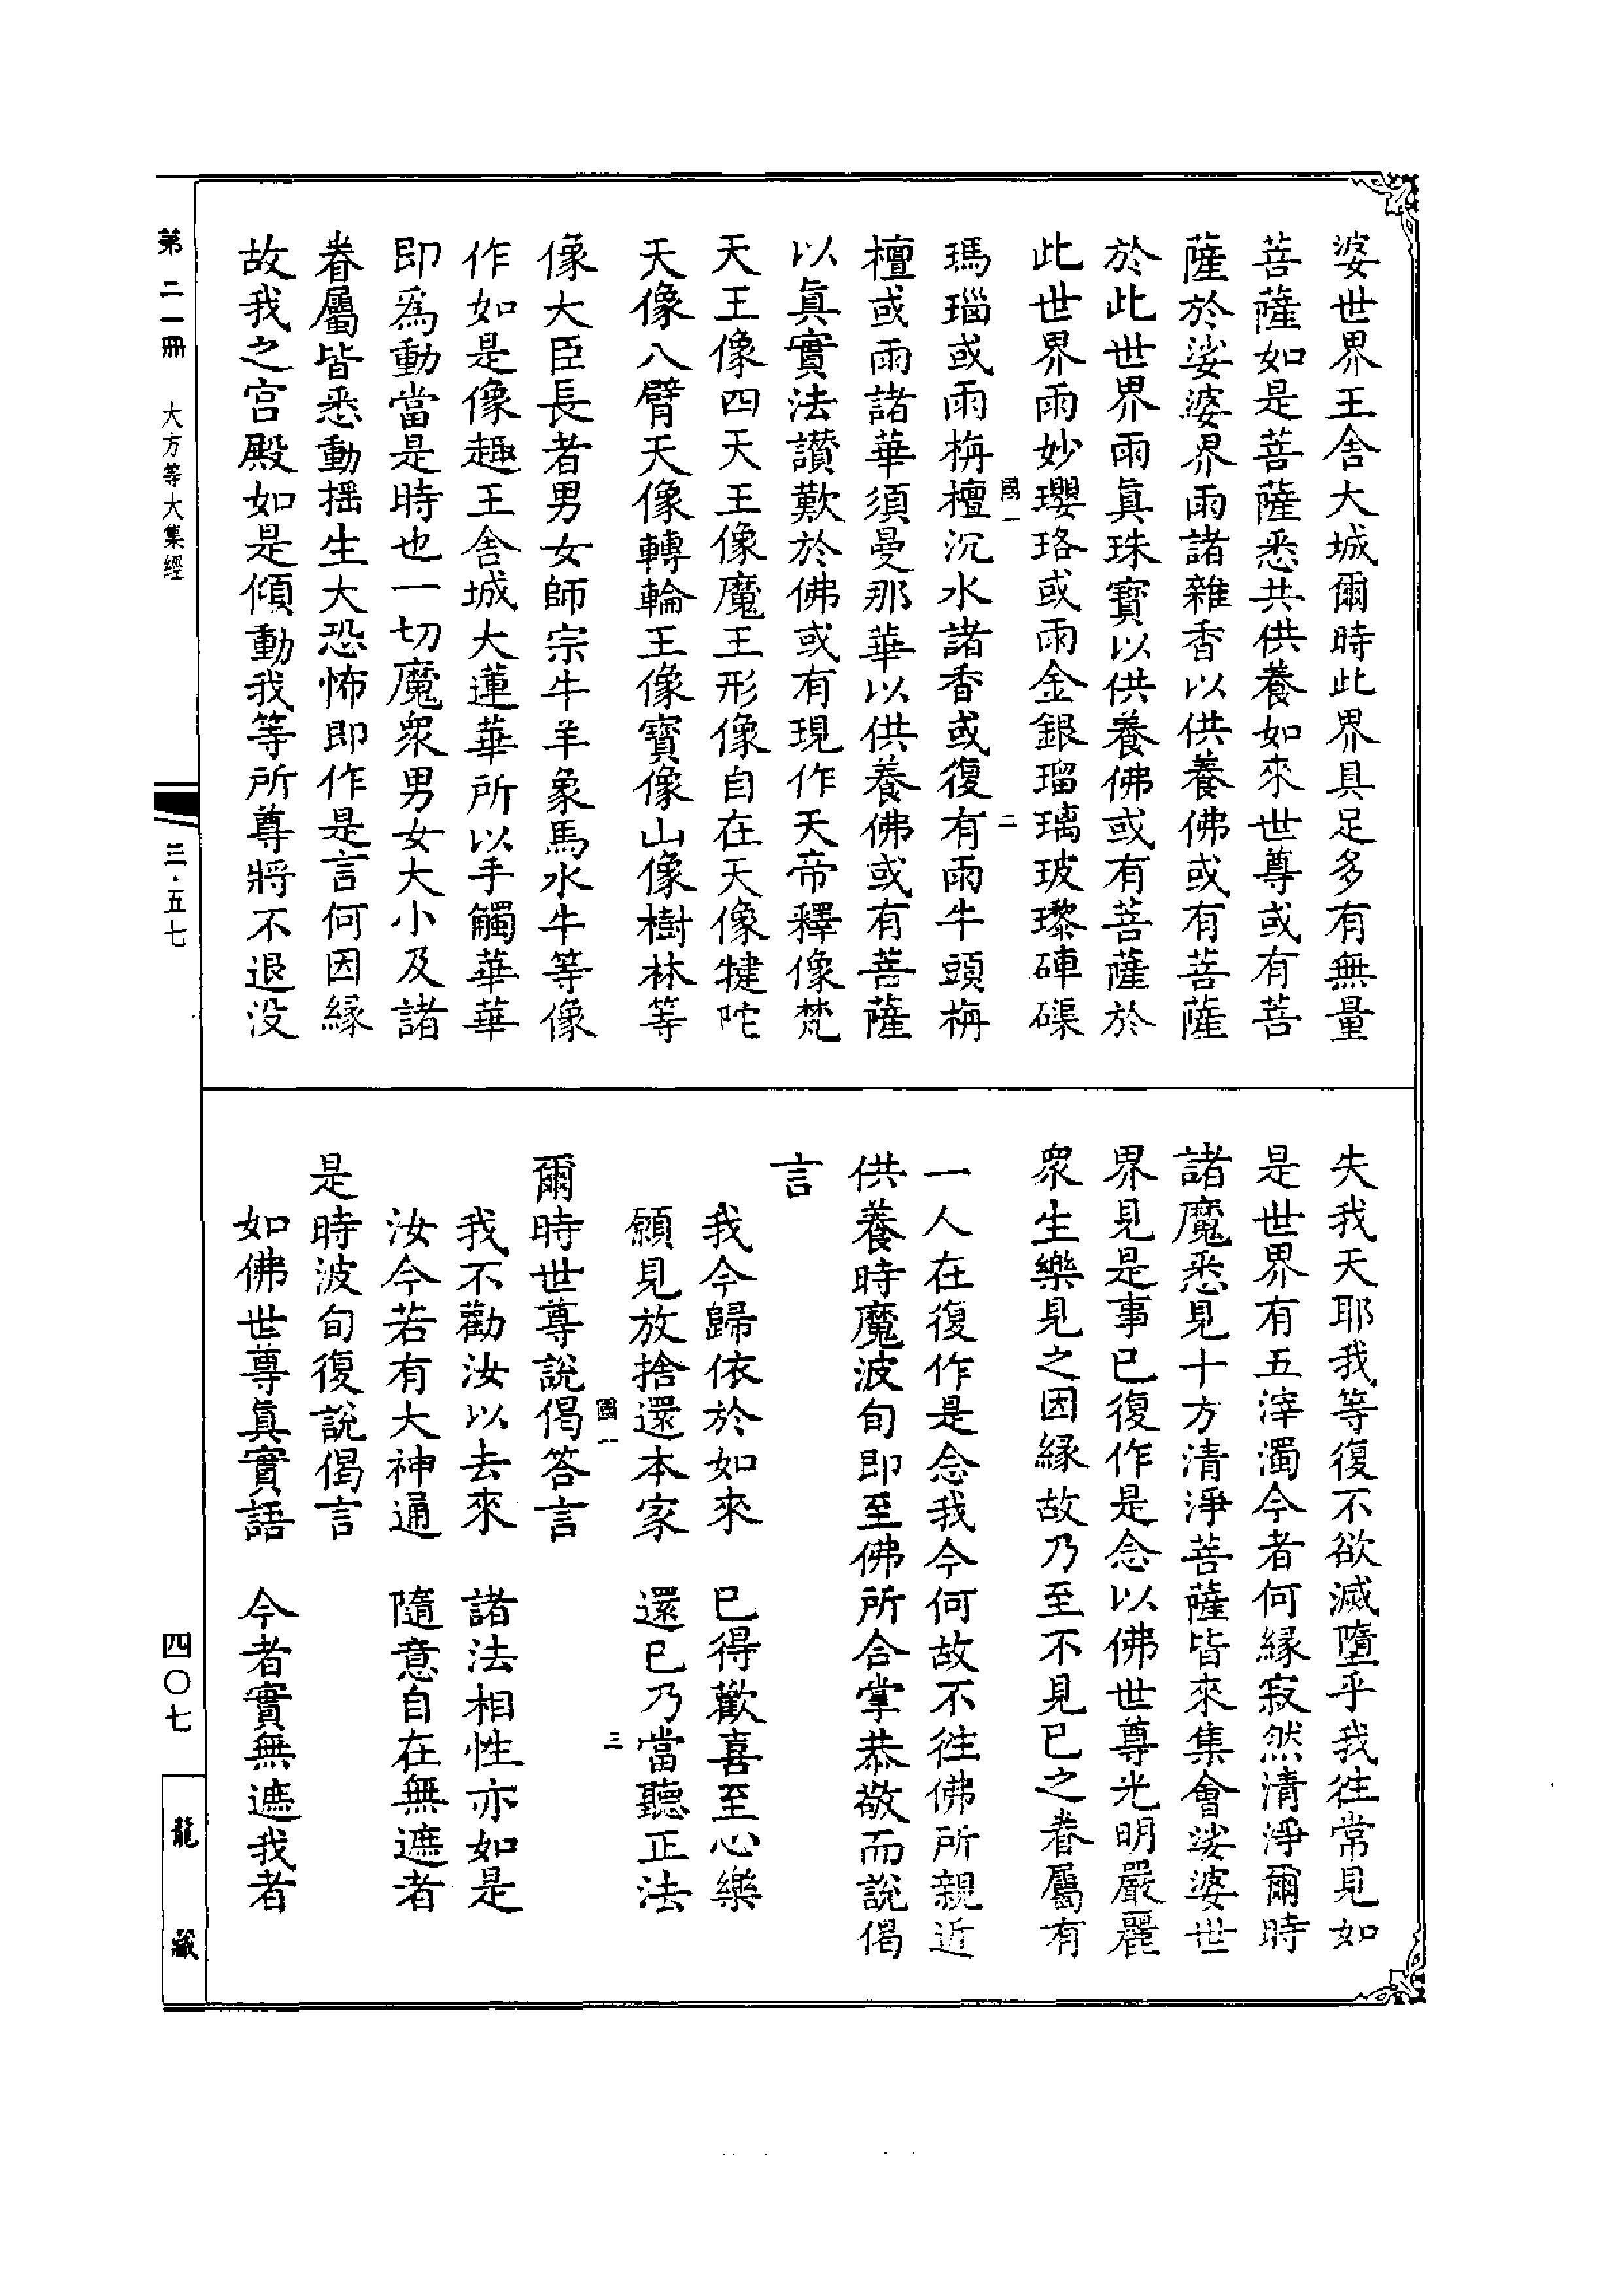 婆世界王舎大城爾時此界具足多有無量
菩薩如是菩薩悉共供養如來世尊或有菩
薩於娑婆界雨諸雜香以供養佛或有菩薩
於此世界雨眞珠寳以供養佛或有菩薩於
此世界雨妙瓔珞或雨金銀瑠璃玻瓈硨磲
國一
二
瑪瑙或雨栴檀沉水諸香或復有雨牛頭栴
檀或雨諸華須曼那華以供養佛或有菩薩
以眞實法讃歎於佛或有現作天帝釋像梵
天王像四天王像魔王形像自在天像犍陀
天像八臂天像轉輪王像寳像山像樹林等
像大臣長者男女師宗牛羊象馬水牛等像
作如是像趣王舎城大蓮華所以手觸華華
即爲動當是時也一切魔衆男女大小及諸
眷屬皆悉動揺生大恐怖即作是言何因縁
故我之宫殿如是傾動我等所尊將不退没
失我天耶我等復不欲滅墮乎我往常見如
是世界有五滓濁今者何縁寂然清淨爾時
諸魔悉見十方清淨菩薩皆來集會娑婆世
界見是事已復作是念以佛世尊光明嚴麗
衆生樂見之因縁故乃至不見已之眷屬有
一人在復作是念我今何故不往佛所親近
供養時魔波旬即至佛所合掌恭敬而說偈
言
我今歸依於如來　已得歡喜至心樂
願見放捨還本家　還已乃當聽正法
國一
三
爾時世尊說偈答言
我不勸汝以去來　諸法相性亦如是
汝今若有大神通　隨意自在無遮者
是時波旬復說偈言
如佛世尊眞實語　今者實無遮我者
第二一冊　大方等大集經
三・五七
四〇七
龍藏